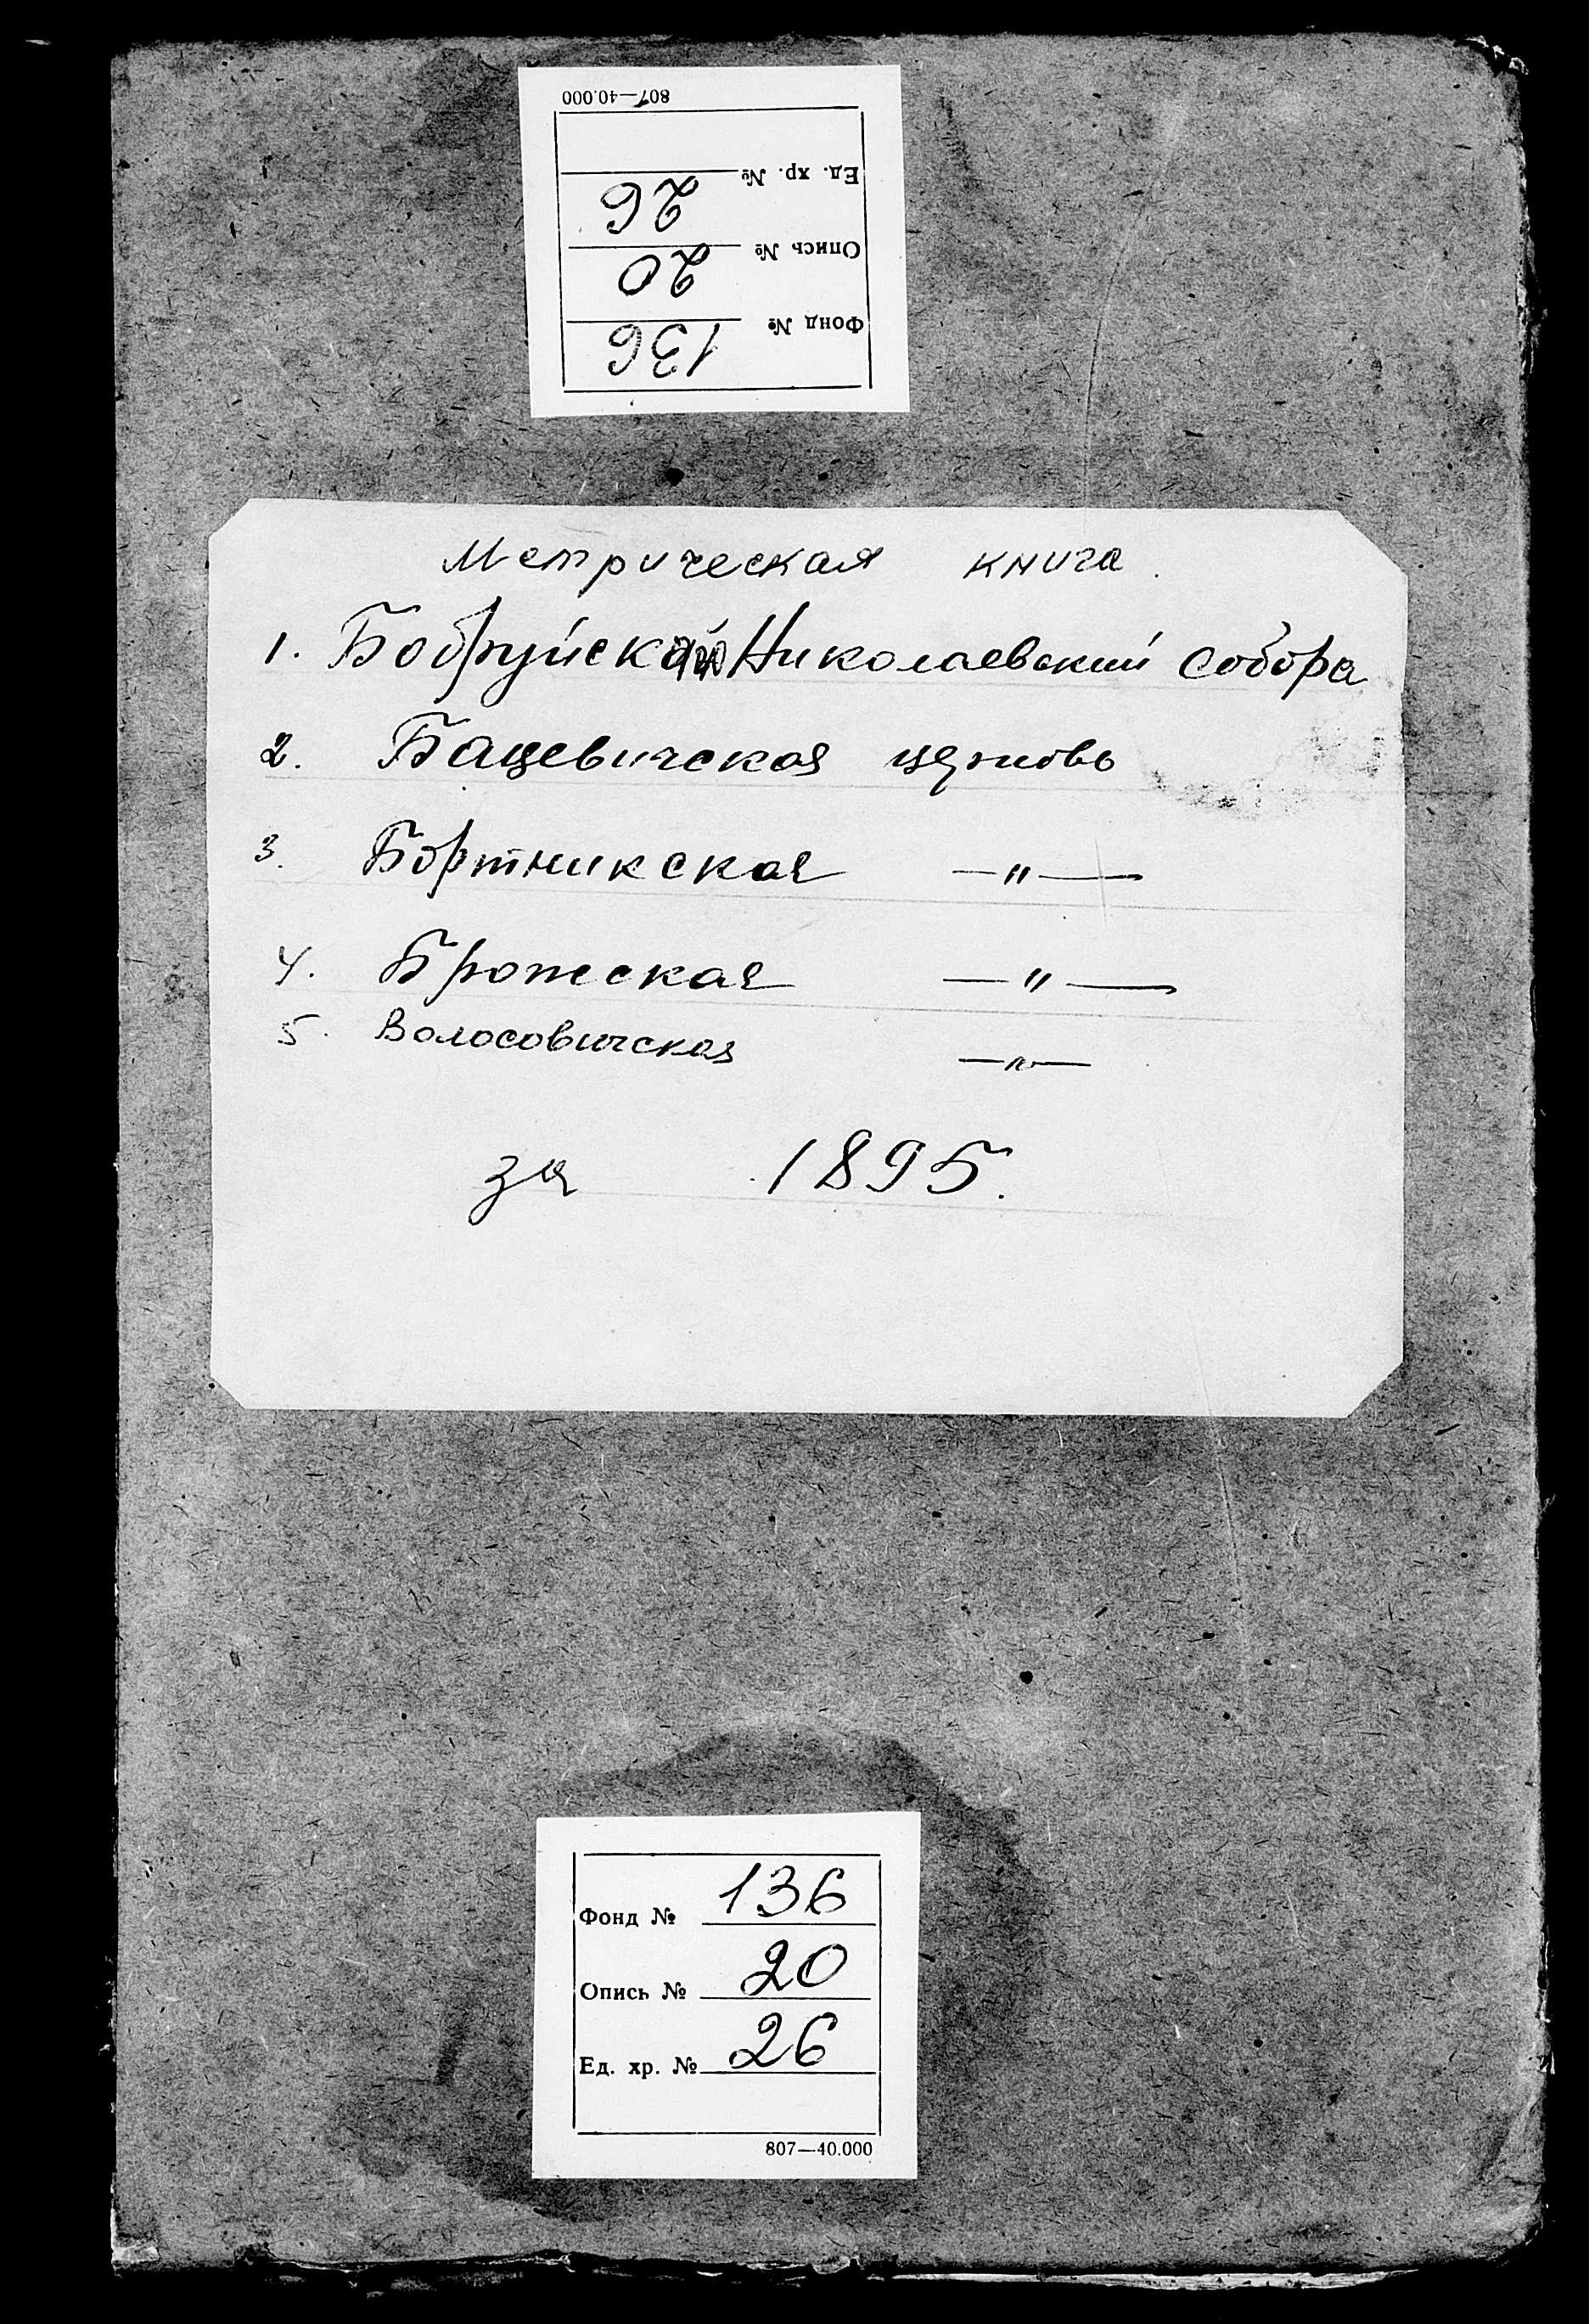 807—40.000
Ед. хр. № 26
Опись № 20
Фонд № 136
Метрическая книга.
1. Бобруйской Николаевский собора
2. Бацевичская церковь
3. Бортникская —"—
4. Брожская —"—
5. Волосовичская —"—
за 1895.
Фонд № 136
Опись № 20
Ед. хр. № 26
807—40.000